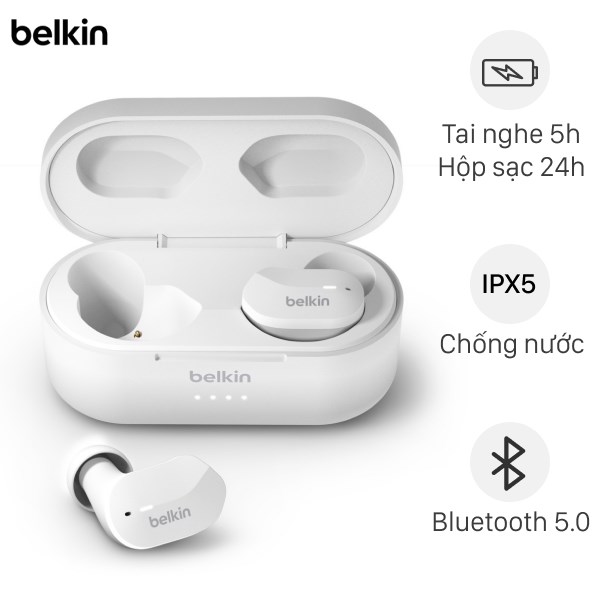 belkin
Tai nghe 5h
Hộp sạc 24h
belkin
IPX5
Chống nước
belkin
belkin
Bluetooth 5.0